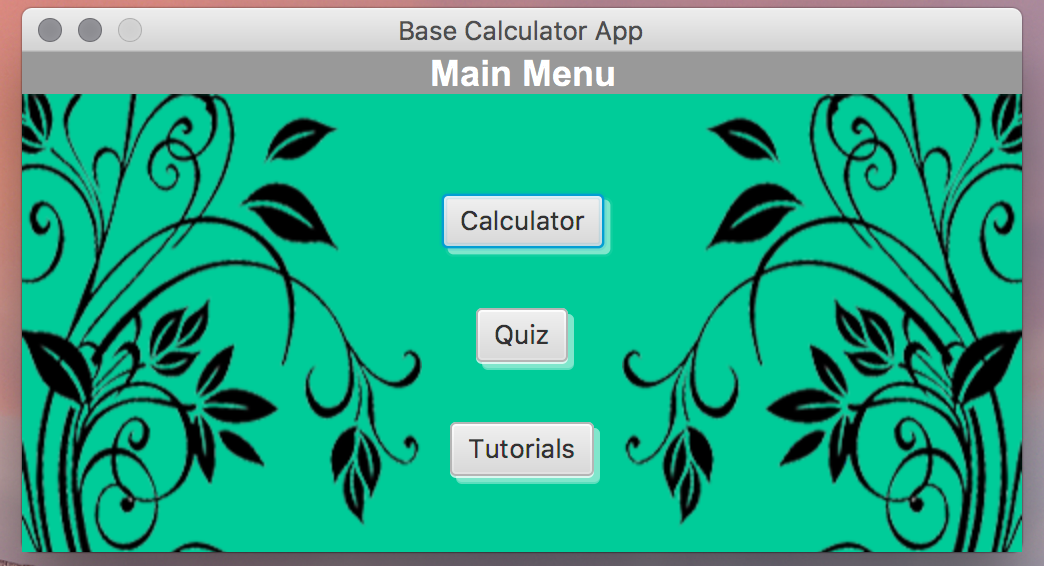 Base Calculator App
Main Menu
Calculator
Quiz
Tutorials